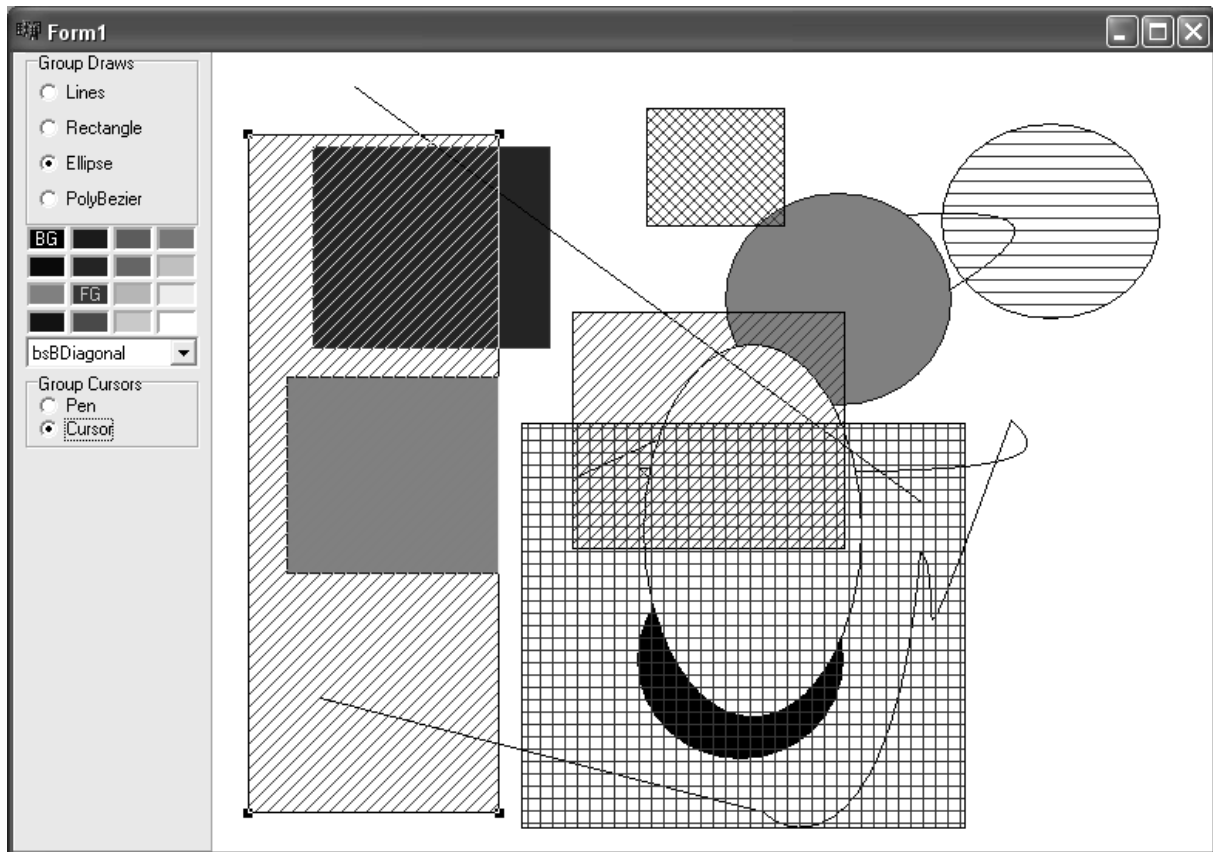 Form1
Group Draws
Lines
Rectangle
Ellipse
PolyBezier
BG
FG
bsBDiagonal
Group Cursors
Pen
Cursor